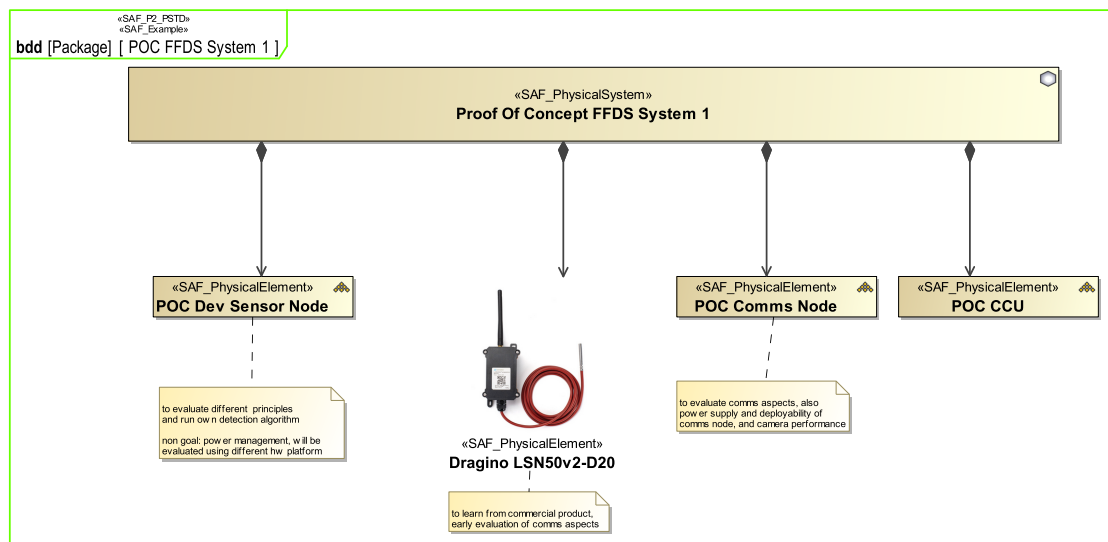 «SAF_P2_PSTD»
«SAF_Example»
bdd [Package] [ POC FFDS System 1 ]
«SAF_PhysicalSystem»
Proof Of Concept FFDS System 1
«SAF_PhysicalElement»
POC Dev Sensor Node
«SAF_PhysicalElement»
POC Comms Node
«SAF_PhysicalElement»
POC CCU
to evaluate different principles
and run own detection algorithm
non goal: power management, will be
evaluated using different hw platform
to evaluate comms aspects, also
power supply and deployability of
comms node, and camera performance
«SAF_PhysicalElement»
Dragino LSN50v2-D20
to learn from commercial product,
early evaluation of comms aspects